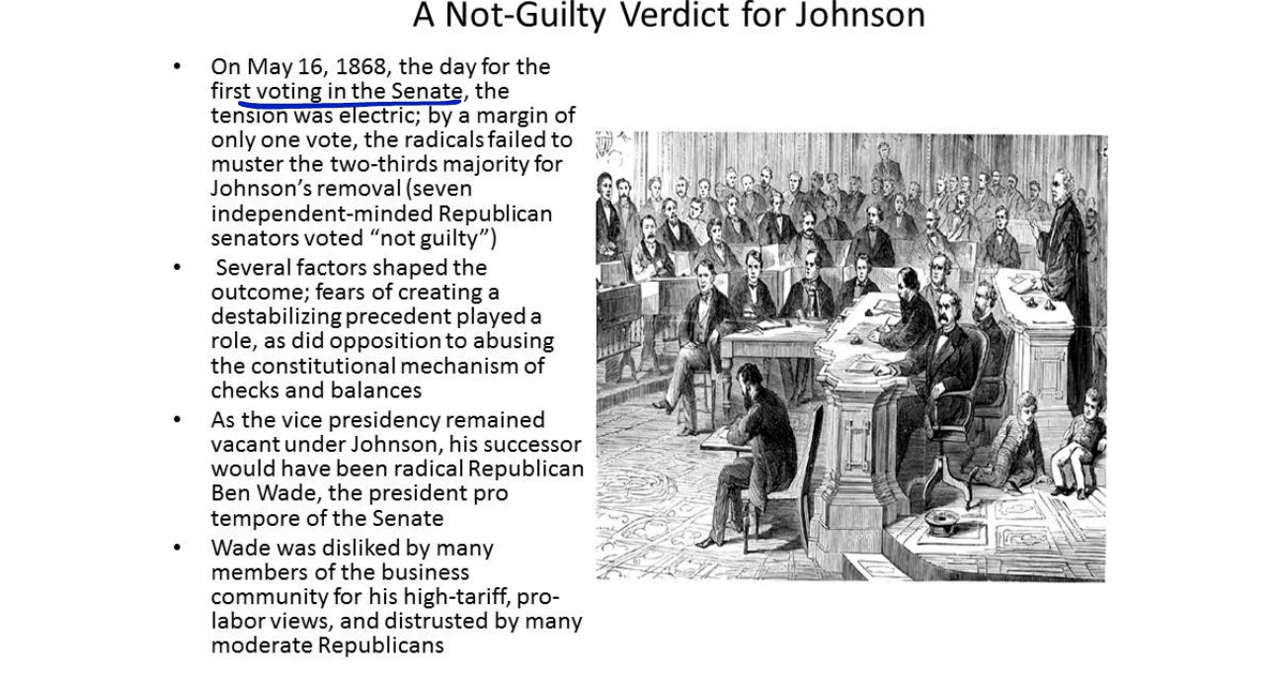 A Not-Guilty Verdict for Johnson
• On May 16, 1868, the day for the
first voting in the Senate, the
tension was electric; by a margin of
only one vote, the radicals failed to
muster the two-thirds majority for
Johnson’s removal (seven
independent-minded Republican
senators voted “not guilty”)
• Several factors shaped the
outcome; fears of creating a
destabilizing precedent played a
role, as did opposition to abusing
the constitutional mechanism of
checks and balances
• As the vice presidency remained
vacant under Johnson, his successor
would have been radical Republican
Ben Wade, the president pro
tempore of the Senate
• Wade was disliked by many
members of the business
community for his high-tariff, pro-
labor views, and distrusted by many
moderate Republicans